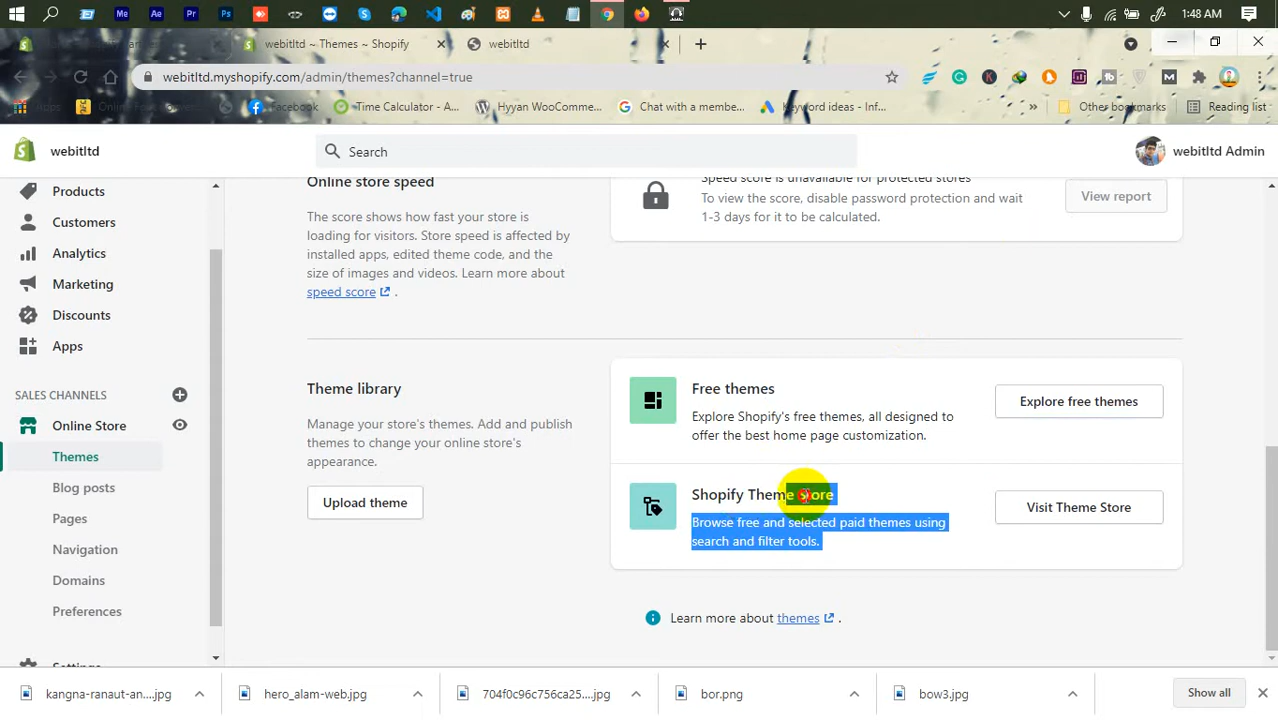 1:48 AM
webitltd ~ Themes ~ Shopify
webitltd
webitltd.myshopify.com/admin/themes?channel=true
Apps
Facebook
Time Calculator - A...
Hyyan WooComme...
Chat with a membe...
Keyword ideas - Inf...
Other bookmarks
Reading list
webitltd
Search
webitltd Admin
Products
Customers
Analytics
Marketing
Discounts
Apps
SALES CHANNELS
Online Store
Themes
Blog posts
Pages
Navigation
Domains
Preferences
Settings
Online store speed
The score shows how fast your store is
loading for visitors. Store speed is affected by
installed apps, edited theme code, and the
size of images and videos. Learn more about
speed score .
Speed score is unavailable for protected stores
To view the score, disable password protection and wait
1-3 days for it to be calculated.
View report
Theme library
Manage your store's themes. Add and publish
themes to change your online store's
appearance.
Upload theme
Free themes
Explore Shopify's free themes, all designed to
offer the best home page customization.
Explore free themes
Shopify Theme Store
Browse free and selected paid themes using
search and filter tools.
Visit Theme Store
Learn more about themes .
kangna-ranaut-an....jpg
hero_alam-web.jpg
704f0c96c756ca25....jpg
bor.png
bow3.jpg
Show all